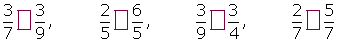 3/7 □ 3/9, 2/5 □ 6/5, 3/9 □ 3/4, 2/7 □ 5/7